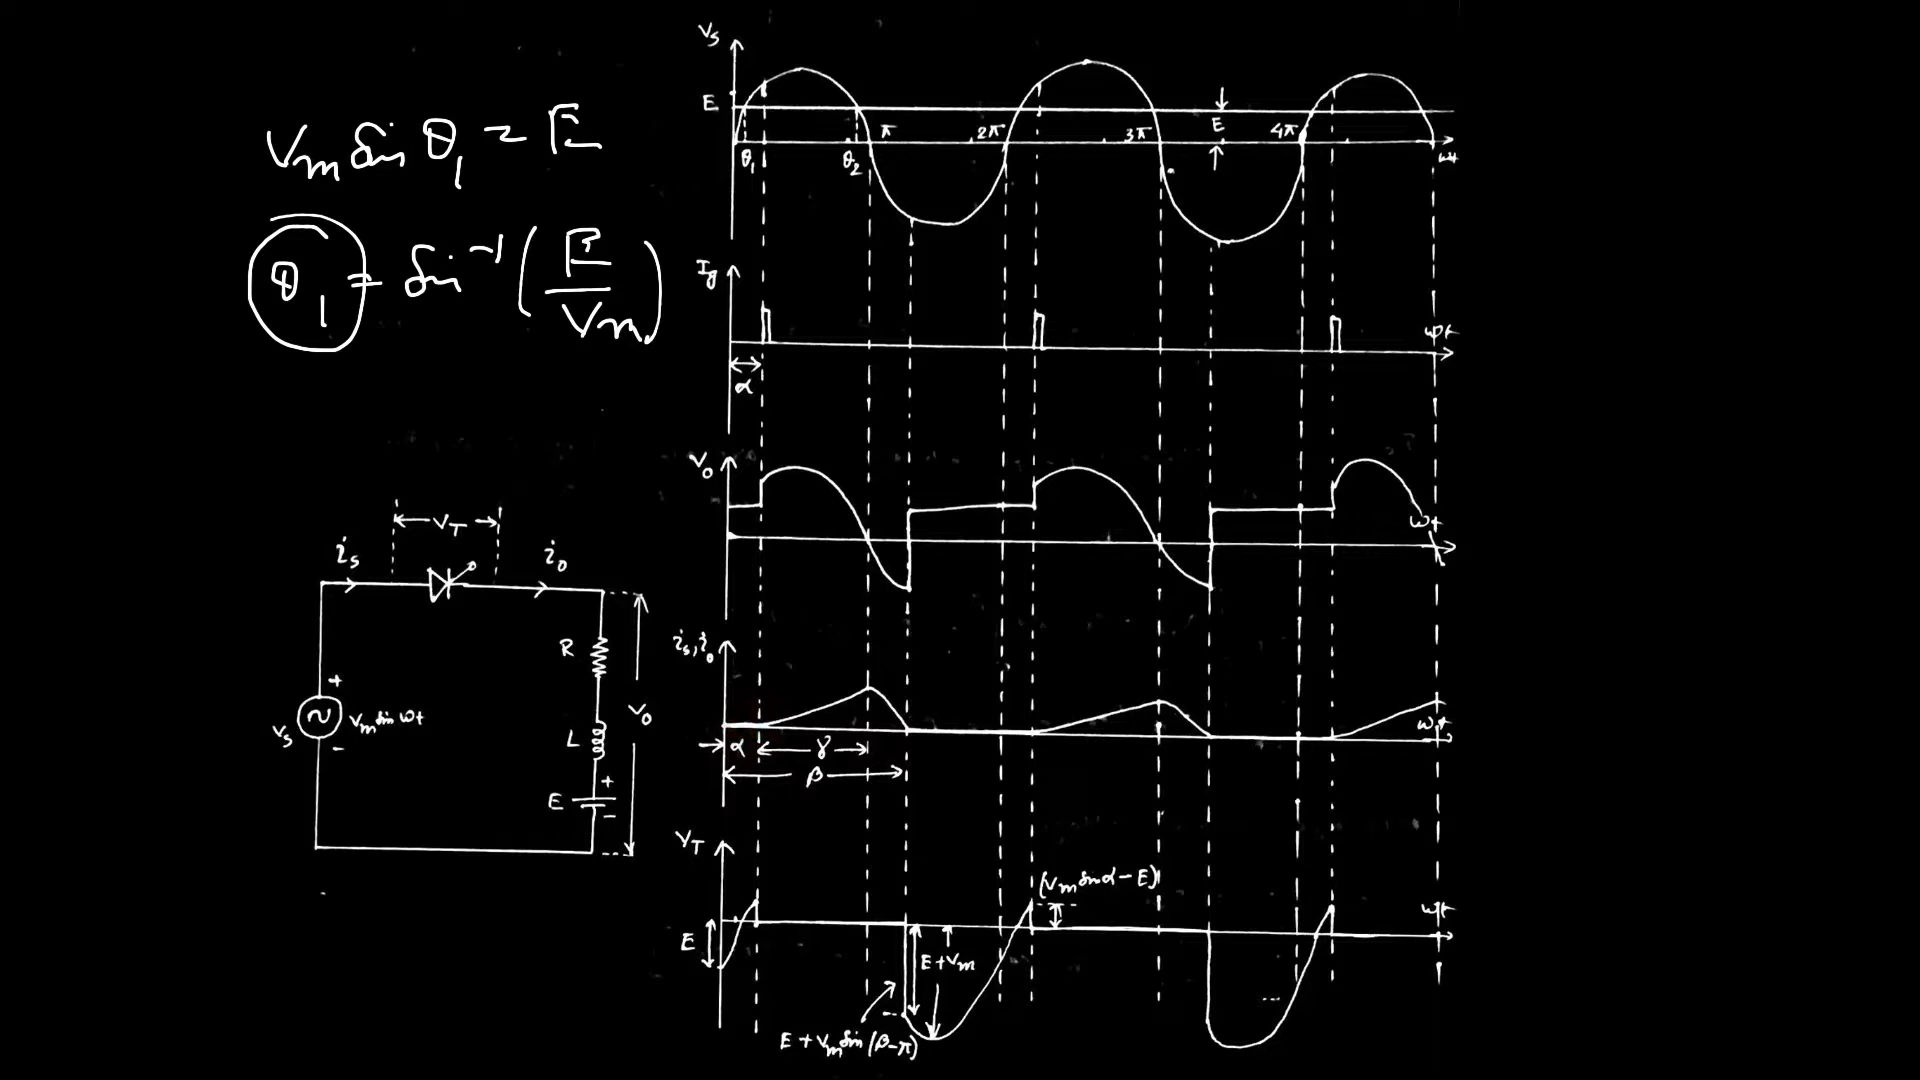 Vm sin θ1 = E
θ1 = sin⁻¹ (E/Vm)
Vs
E
θ1
θ2
π
2π
3π
E
4π
ωt
Ig
ωt
α
Vo
ωt
is, io
ωt
α
γ
β
VT
E
E+Vm
E + Vm sin (β-π)
(Vm sin α - E)
ωt
...
VT
is
io
R
L
+
E
-
Vo
+
Vs
Vm sin ωt
-